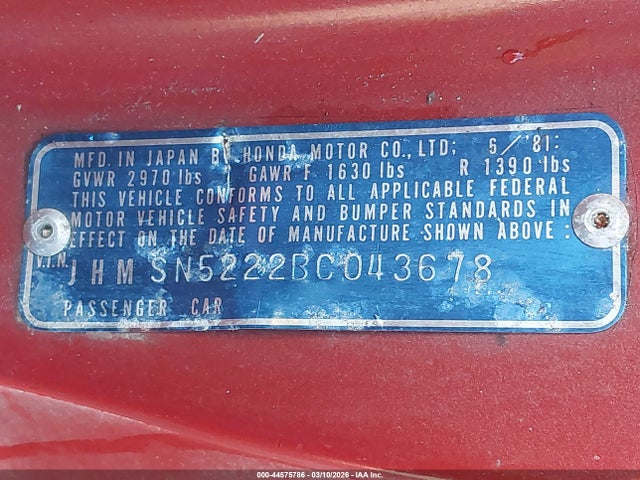 MFD. IN JAPAN BY HONDA MOTOR CO., LTD; 5/'81:
GVWR 2970 lbs GAWR F 1630 lbs R 1390 lbs
THIS VEHICLE CONFORMS TO ALL APPLICABLE FEDERAL
MOTOR VEHICLE SAFETY AND BUMPER STANDARDS IN
EFFECT ON THE DATE OF MANUFACTURE SHOWN ABOVE :
V.I.N. JHMSN5222BC043678
PASSENGER CAR
000-44575786 - 03/10/2026 - IAA Inc.